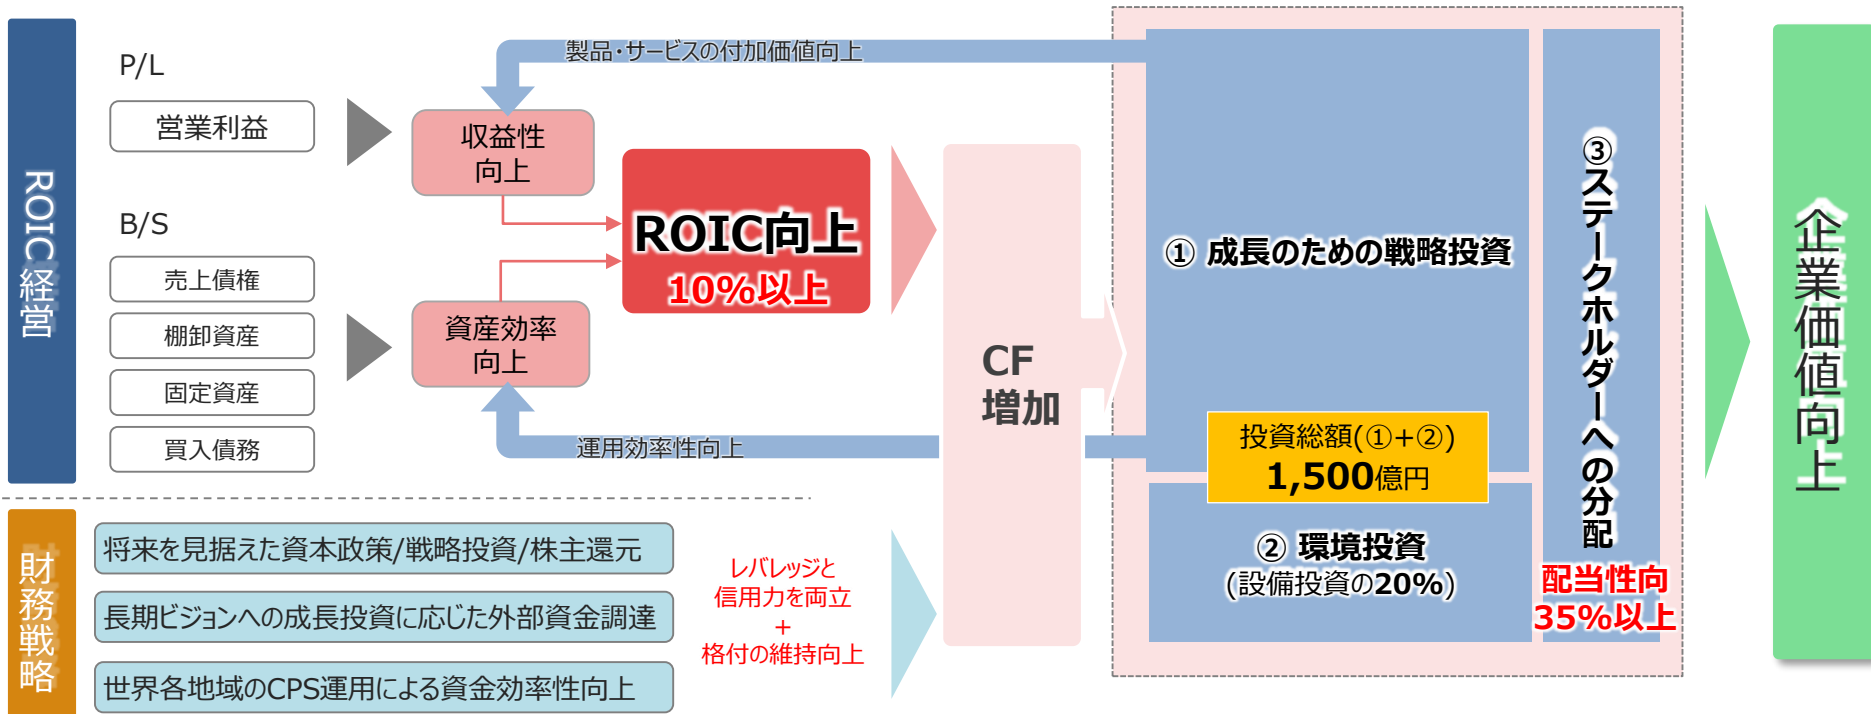 ROIC経営
P/L
営業利益
B/S
売上債権
棚卸資産
固定資産
買入債務
製品・サービスの付加価値向上
収益性
向上
資産効率
向上
運用効率性向上
ROIC向上
10%以上
CF
増加
① 成長のための戦略投資
投資総額(①+②)
1,500億円
② 環境投資
(設備投資の20%)
③ステークホルダーへの分配
配当性向
35%以上
企業価値向上
財務戦略
将来を見据えた資本政策/戦略投資/株主還元
長期ビジョンへの成長投資に応じた外部資金調達
世界各地域のCPS運用による資金効率性向上
レバレッジと
信用力を両立
+
格付の維持向上